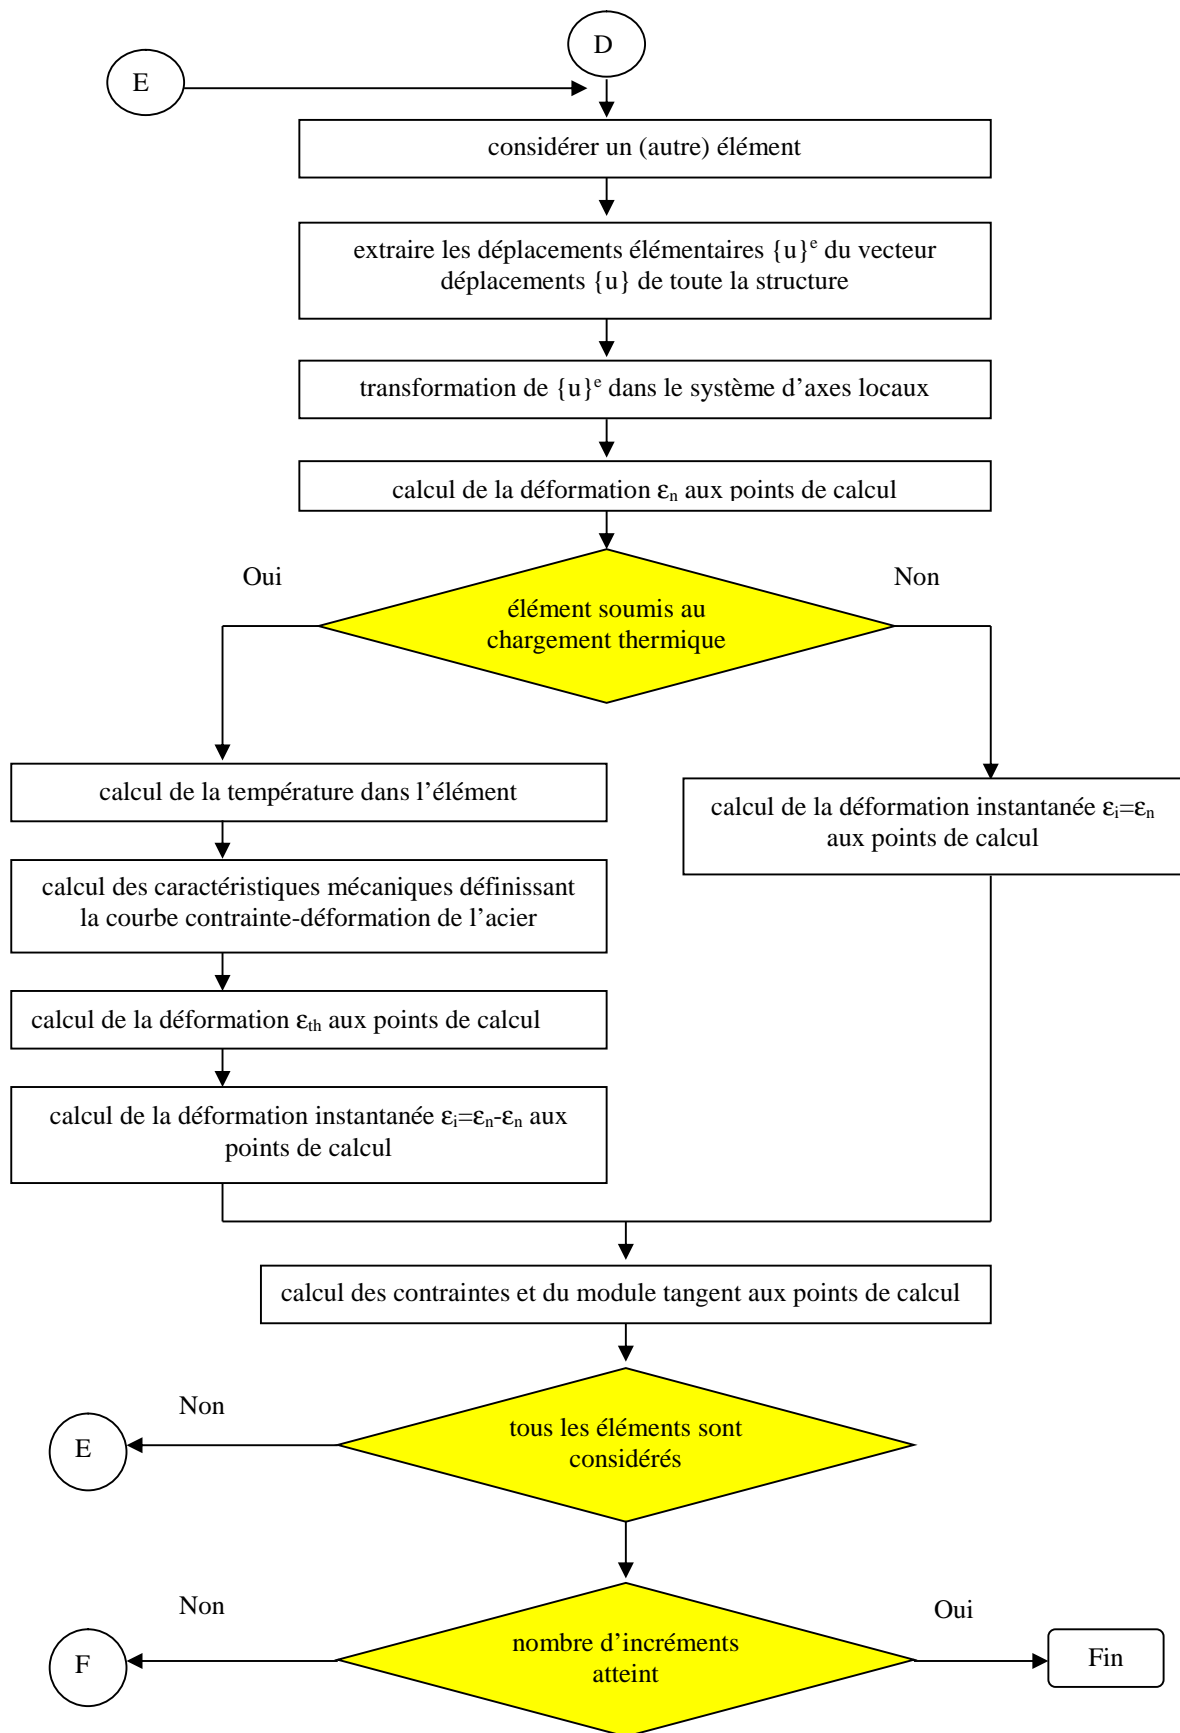 D
E
considérer un (autre) élément
extraire les déplacements élémentaires {u}ᵉ du vecteur
déplacements {u} de toute la structure
transformation de {u}ᵉ dans le système d’axes locaux
calcul de la déformation εₙ aux points de calcul
Oui
Non
élément soumis au
chargement thermique
calcul de la température dans l’élément
calcul de la déformation instantanée εᵢ=εₙ
aux points de calcul
calcul des caractéristiques mécaniques définissant
la courbe contrainte-déformation de l’acier
calcul de la déformation εₜₕ aux points de calcul
calcul de la déformation instantanée εᵢ=εₙ-εₙ aux
points de calcul
calcul des contraintes et du module tangent aux points de calcul
Non
tous les éléments sont
considérés
E
Non
Oui
nombre d’incréments
atteint
F
Fin